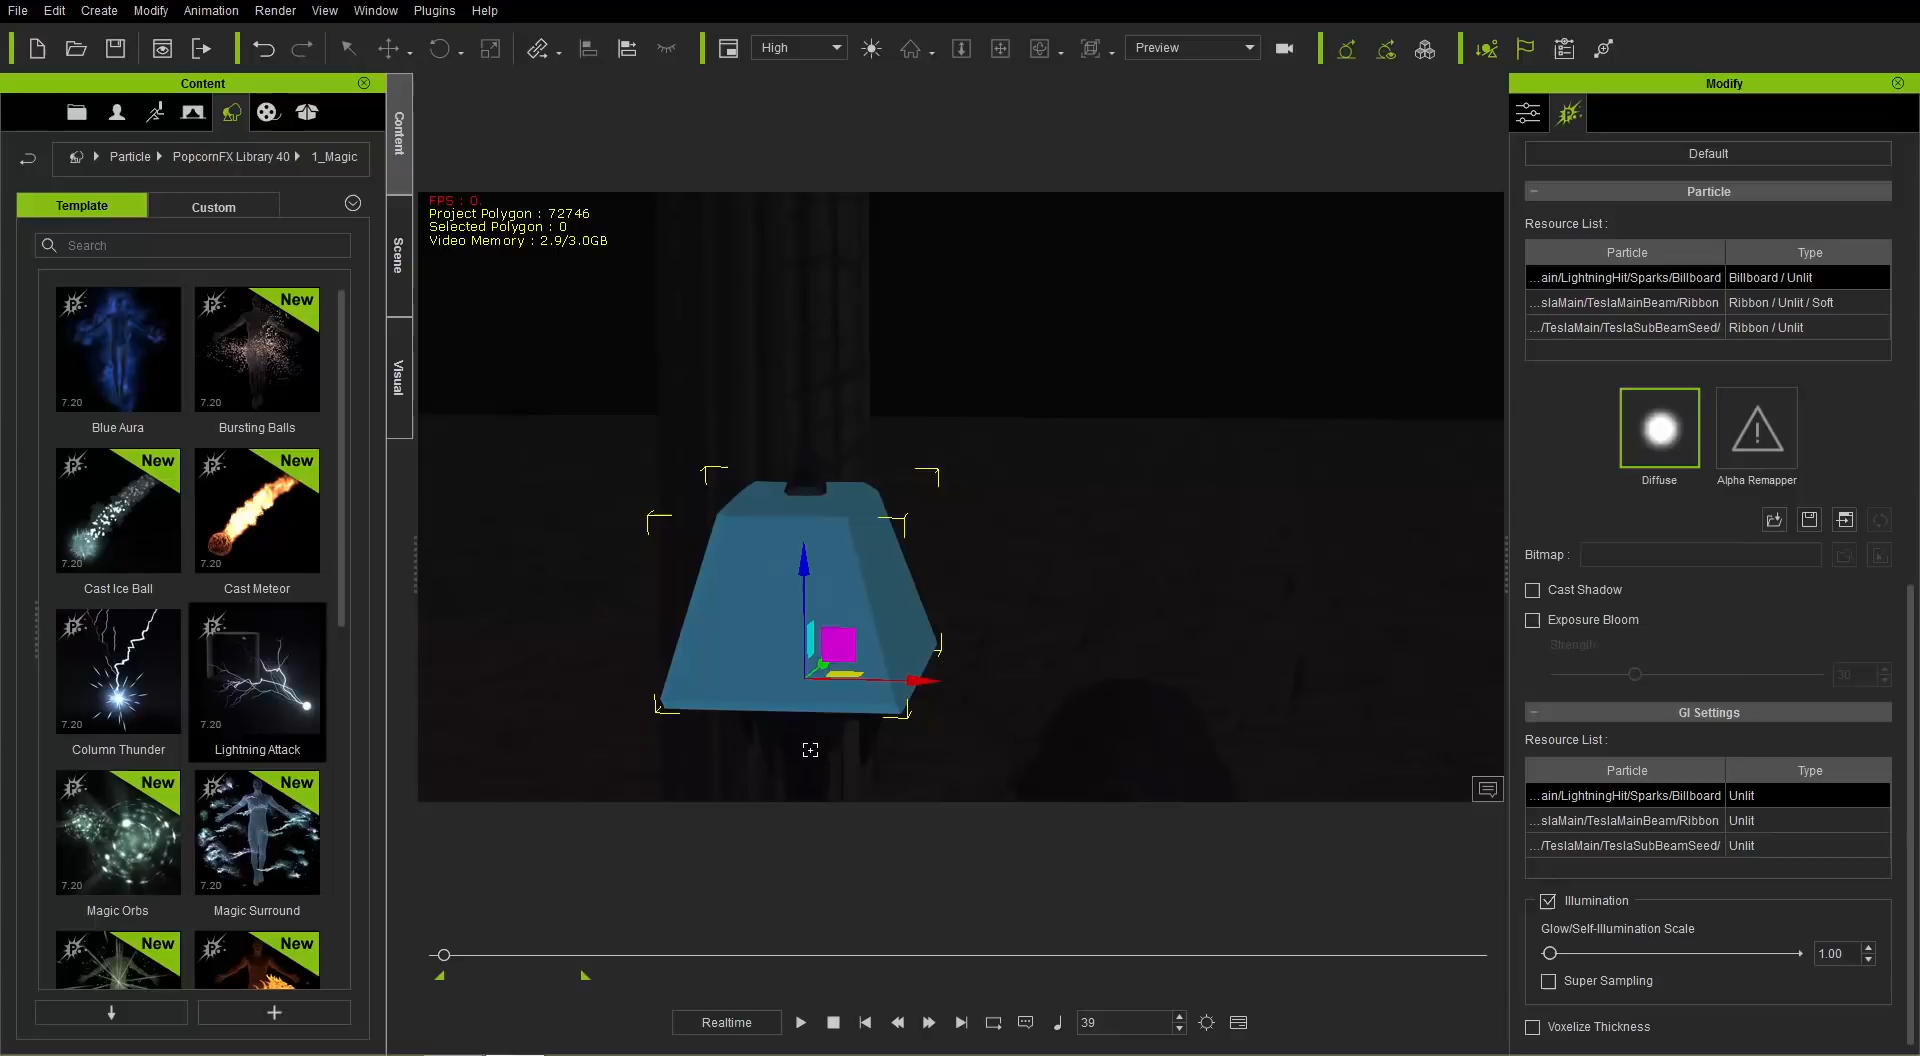 File Edit Create Modify Animation Render View Window Plugins Help
High
Preview
Content
Modify
Particle PopcornFX Library 40 1_Magic
Template
Custom
Search
New
7.20
7.20
Blue Aura
Bursting Balls
New
New
7.20
7.20
Cast Ice Ball
Cast Meteor
7.20
7.20
Column Thunder
Lightning Attack
New
New
7.20
7.20
Magic Orbs
Magic Surround
New
New
Content
Scene
Visual
FPS : 0.
Project Polygon : 72746
Selected Polygon : 0
Video Memory : 2.9/3.0GB
Realtime
39
Default
Particle
Resource List :
Particle Type
...ain/LightningHit/Sparks/Billboard Billboard / Unlit
...slaMain/TeslaMainBeam/Ribbon Ribbon / Unlit / Soft
.../TeslaMain/TeslaSubBeamSeed/ Ribbon / Unlit
Diffuse
Alpha Remapper
Bitmap :
Cast Shadow
Exposure Bloom
Strength
30
GI Settings
Resource List :
Particle Type
...ain/LightningHit/Sparks/Billboard Unlit
...slaMain/TeslaMainBeam/Ribbon Unlit
.../TeslaMain/TeslaSubBeamSeed/ Unlit
Illumination
Glow/Self-Illumination Scale
1.00
Super Sampling
Voxelize Thickness